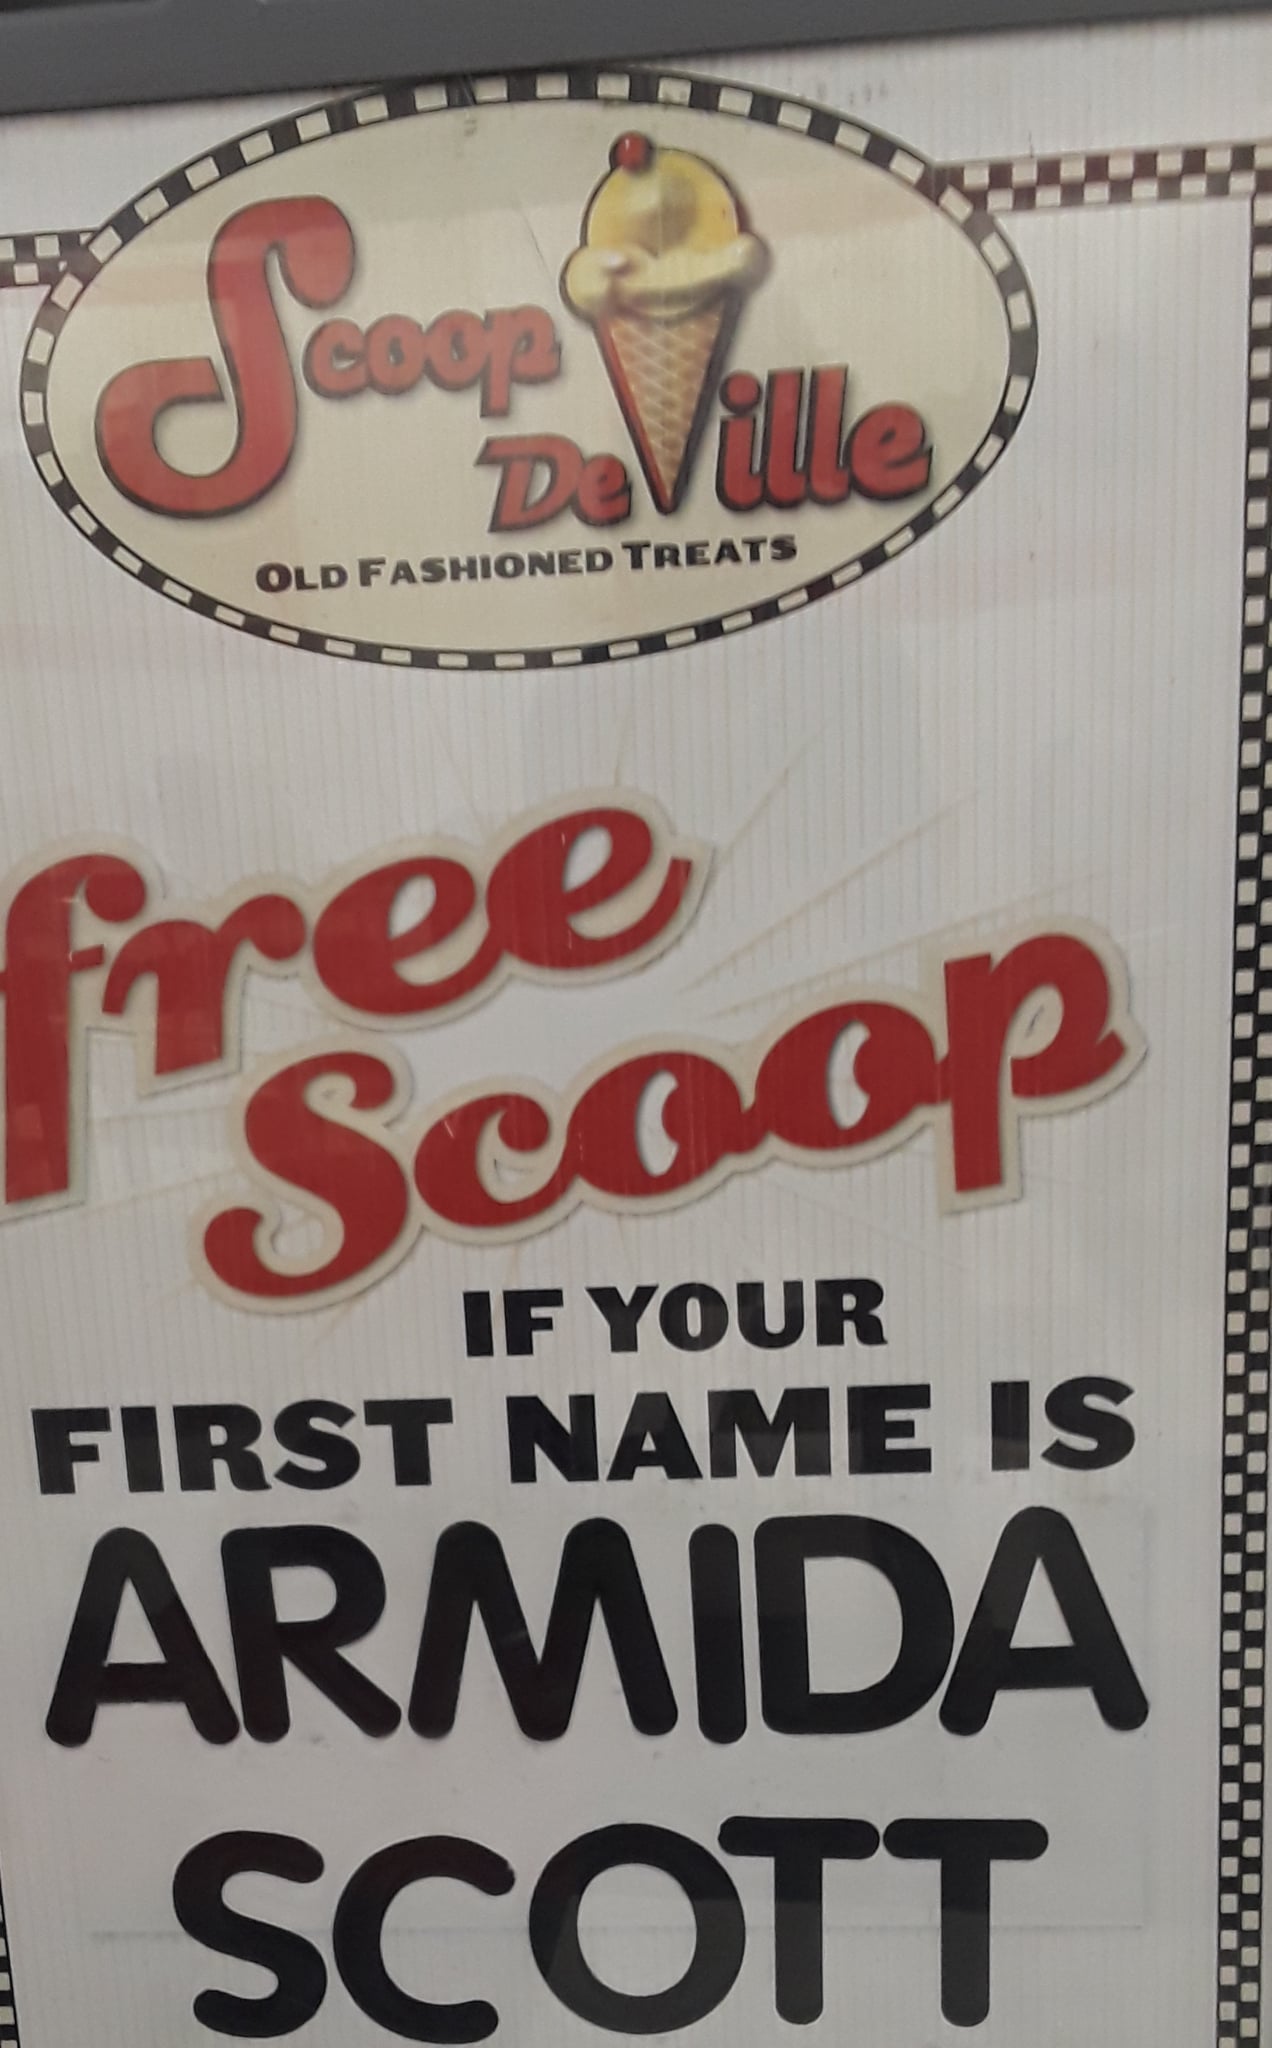 Scoop
DeVille
OLD FASHIONED TREATS
free
Scoop
IF YOUR
FIRST NAME IS
ARMIDA
SCOTT